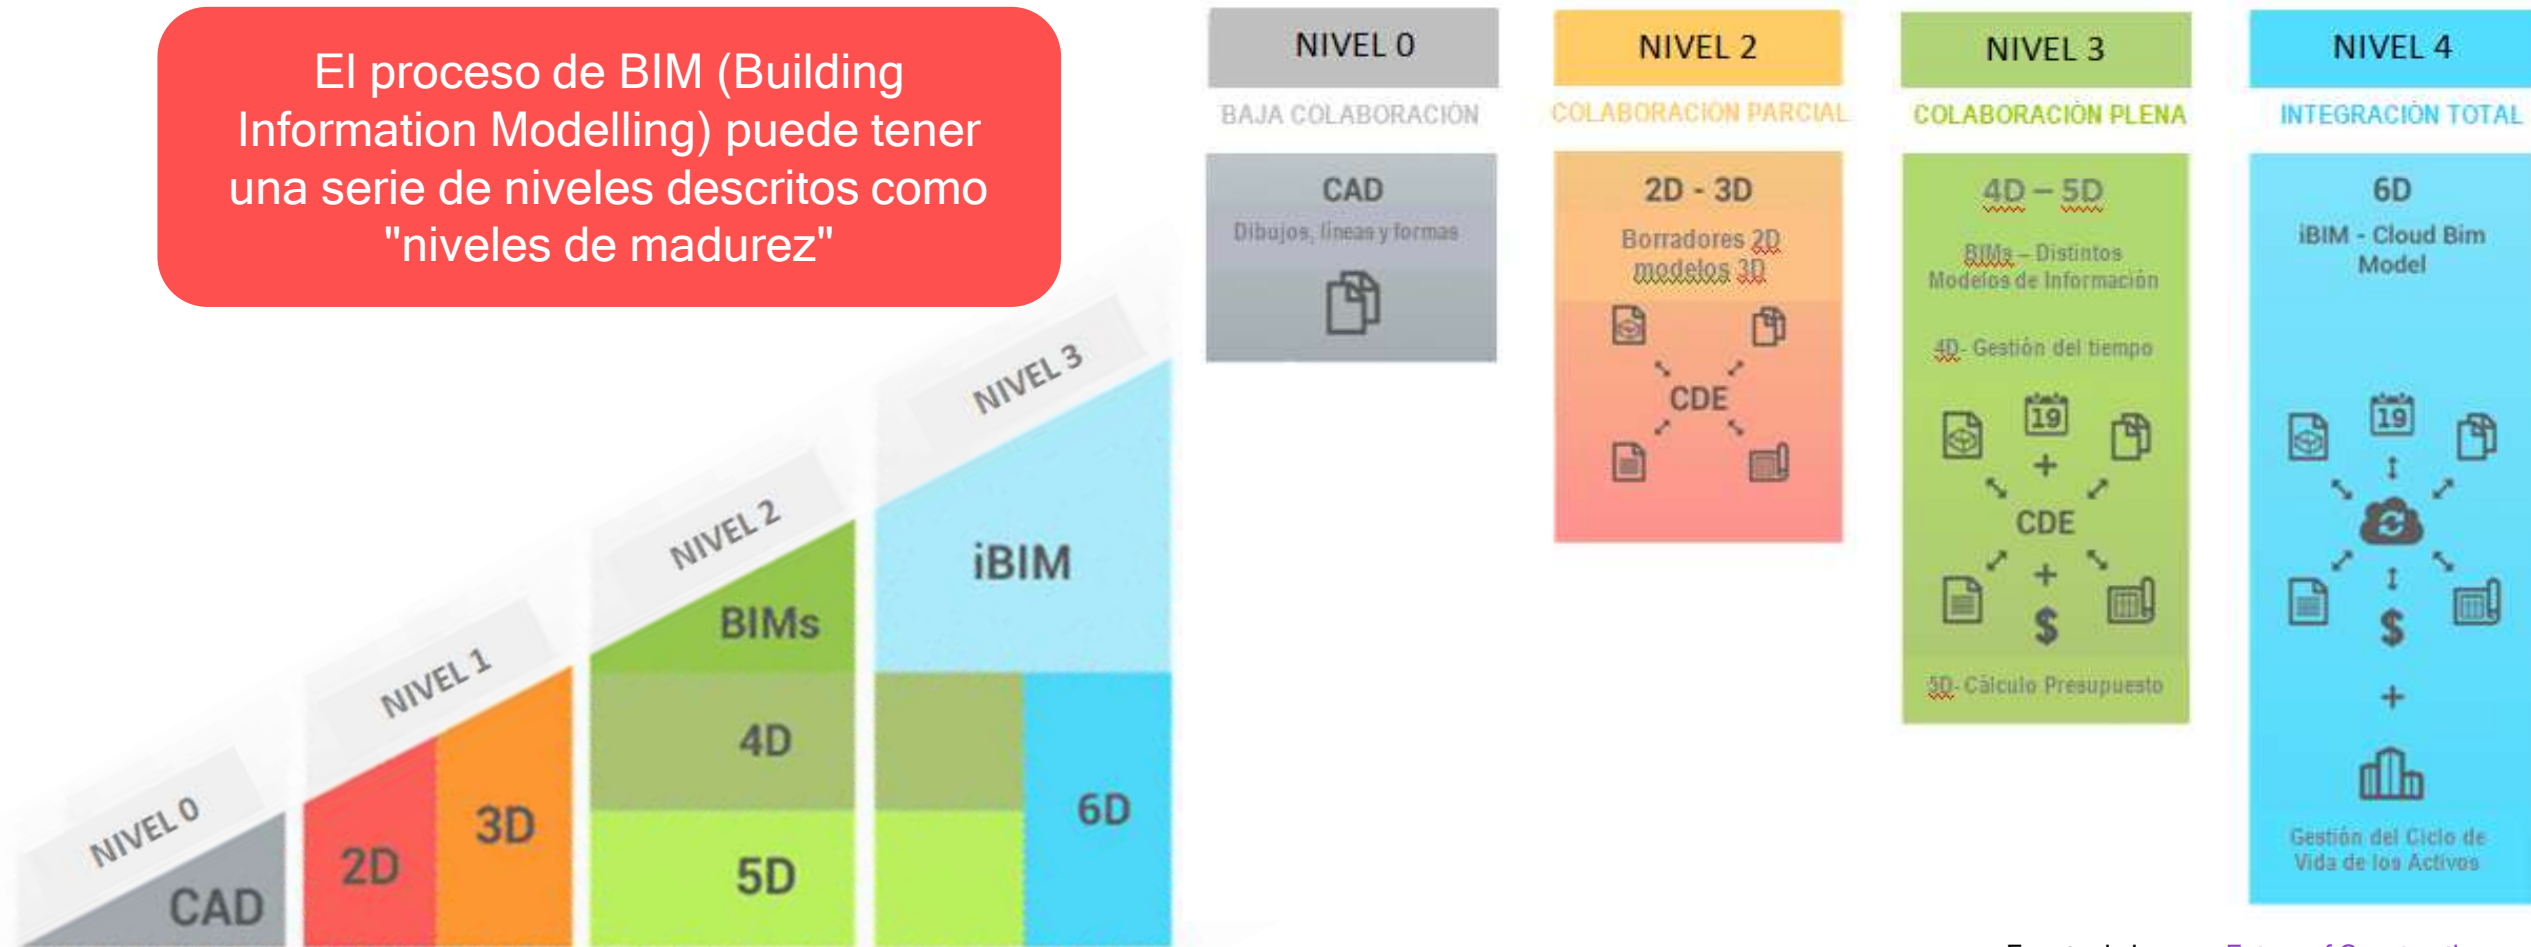 El proceso de BIM (Building
Information Modelling) puede tener
una serie de niveles descritos como
"niveles de madurez"
NIVEL 0
CAD
NIVEL 1
2D
3D
NIVEL 2
BIMs
4D
5D
NIVEL 3
iBIM
6D
NIVEL 0
BAJA COLABORACIÓN
CAD
Dibujos, líneas y formas
NIVEL 2
COLABORACIÓN PARCIAL
2D - 3D
Borradores 2D
modelos 3D
CDE
NIVEL 3
COLABORACIÓN PLENA
4D – 5D
BIMs – Distintos
Modelos de Información
4D- Gestión del tiempo
19
CDE
$
5D- Cálculo Presupuesto
NIVEL 4
INTEGRACIÓN TOTAL
6D
iBIM - Cloud Bim
Model
19
$
Gestión del Ciclo de
Vida de los Activos